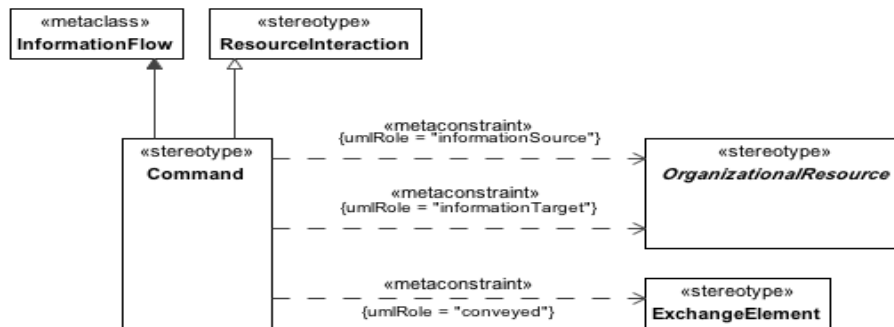 «metaclass»
InformationFlow
«stereotype»
ResourceInteraction
«stereotype»
Command
«metaconstraint»
{umlRole = "informationSource"}
«metaconstraint»
{umlRole = "informationTarget"}
«metaconstraint»
{umlRole = "conveyed"}
«stereotype»
OrganizationalResource
«stereotype»
ExchangeElement